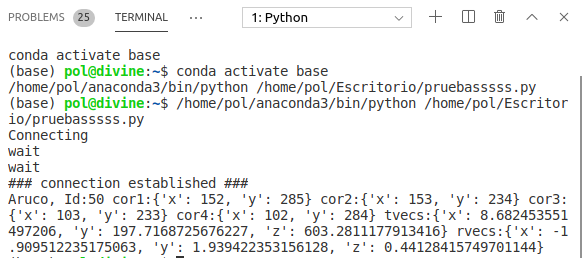 PROBLEMS 25 TERMINAL ··· 1: Python
conda activate base
(base) pol@divine:~$ conda activate base
/home/pol/anaconda3/bin/python /home/pol/Escritorio/pruebasssss.py
(base) pol@divine:~$ /home/pol/anaconda3/bin/python /home/pol/Escritor
io/pruebasssss.py
Connecting
wait
wait
### connection established ###
Aruco, Id:50 cor1:{'x': 152, 'y': 285} cor2:{'x': 153, 'y': 234} cor3:
{'x': 103, 'y': 233} cor4:{'x': 102, 'y': 284} tvecs:{'x': 8.682453551
497206, 'y': 197.7168725676227, 'z': 603.2811177913416} rvecs:{'x': -1
.909512235175063, 'y': 1.939422353156128, 'z': 0.44128415749701144}